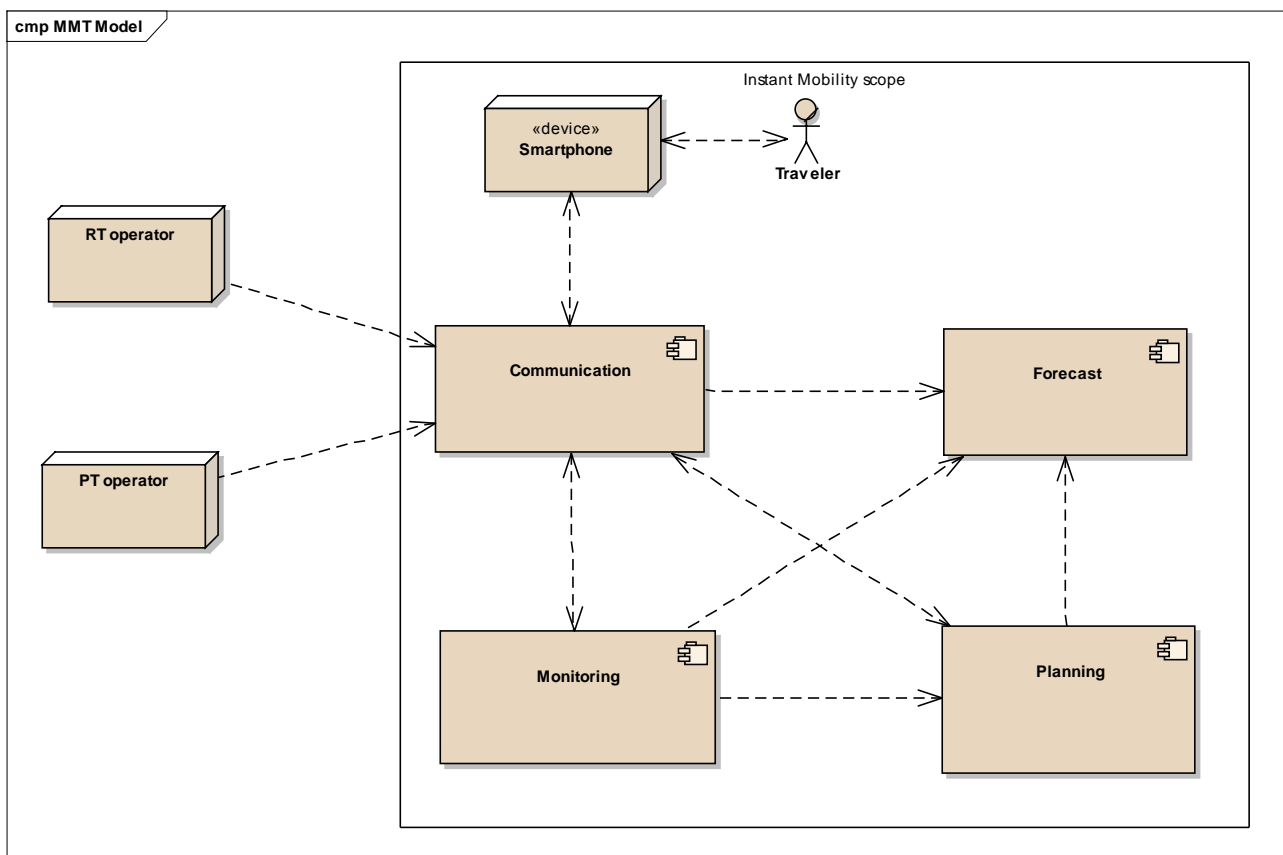 cmp MMT Model
Instant Mobility scope
«device»
Smartphone
Traveler
RT operator
Communication
Forecast
PT operator
Monitoring
Planning